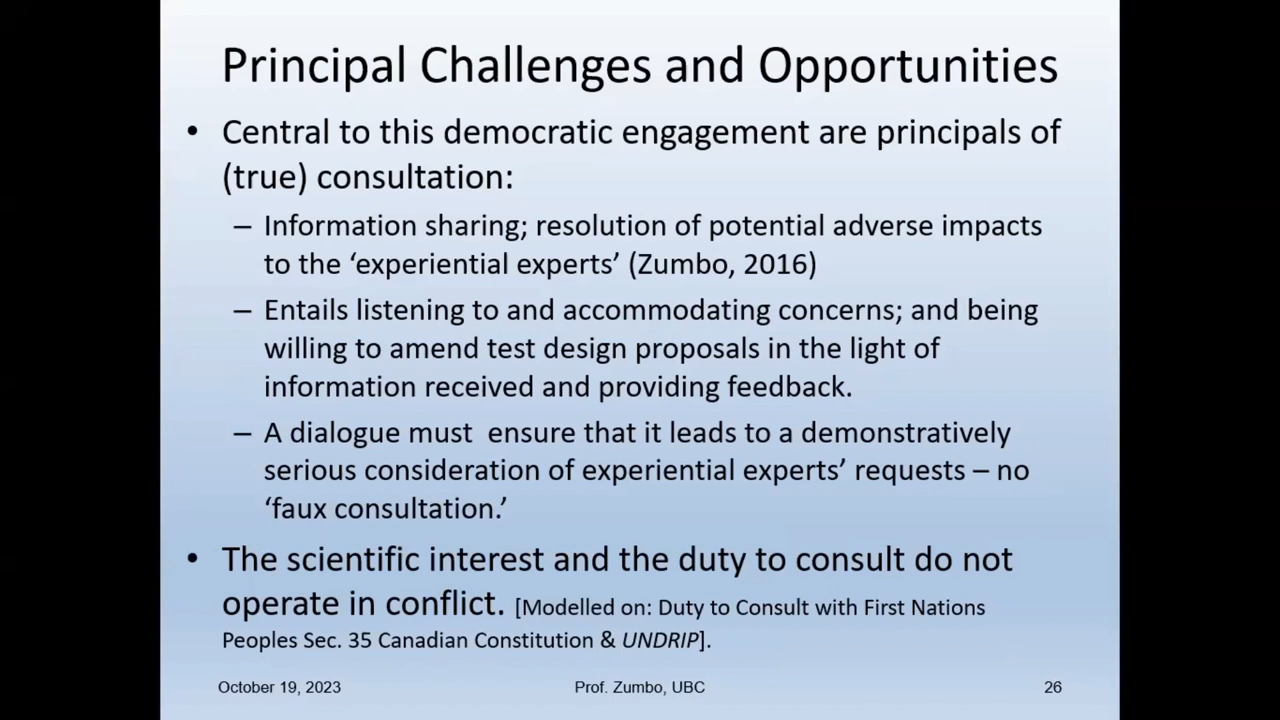 Principal Challenges and Opportunities
• Central to this democratic engagement are principals of
(true) consultation:
– Information sharing; resolution of potential adverse impacts
to the ‘experiential experts’ (Zumbo, 2016)
– Entails listening to and accommodating concerns; and being
willing to amend test design proposals in the light of
information received and providing feedback.
– A dialogue must  ensure that it leads to a demonstratively
serious consideration of experiential experts’ requests – no
‘faux consultation.’
• The scientific interest and the duty to consult do not
operate in conflict. [Modelled on: Duty to Consult with First Nations
Peoples Sec. 35 Canadian Constitution & UNDRIP].
October 19, 2023 Prof. Zumbo, UBC 26